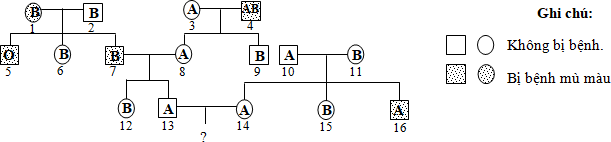 Ghi chú:
B B A AB
1 2 3 4
Không bị bệnh.
O B B A B A B
5 6 7 8 9 10 11
Bị bệnh mù màu
B A A B A
12 13 14 15 16
?